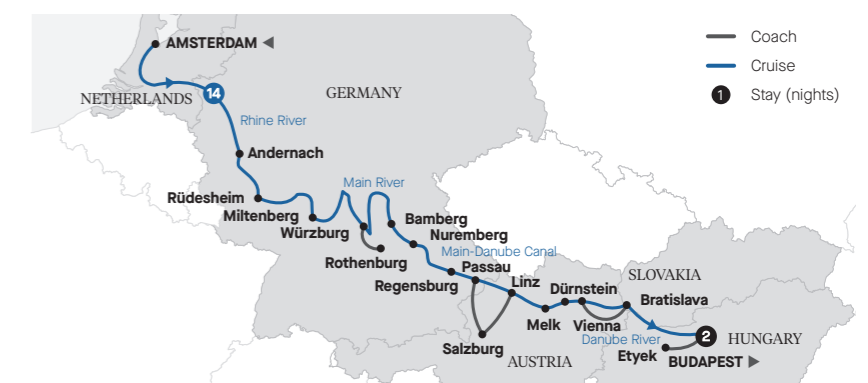 AMSTERDAM
NETHERLANDS
14
GERMANY
Rhine River
Andernach
Rüdesheim
Miltenberg
Main River
Würzburg
Rothenburg
Bamberg
Nuremberg
Main-Danube Canal
Regensburg
Passau
Linz
Salzburg
AUSTRIA
Melk
Dürnstein
Vienna
SLOVAKIA
Bratislava
Danube River
Etyek
2
HUNGARY
BUDAPEST
Coach
Cruise
1 Stay (nights)